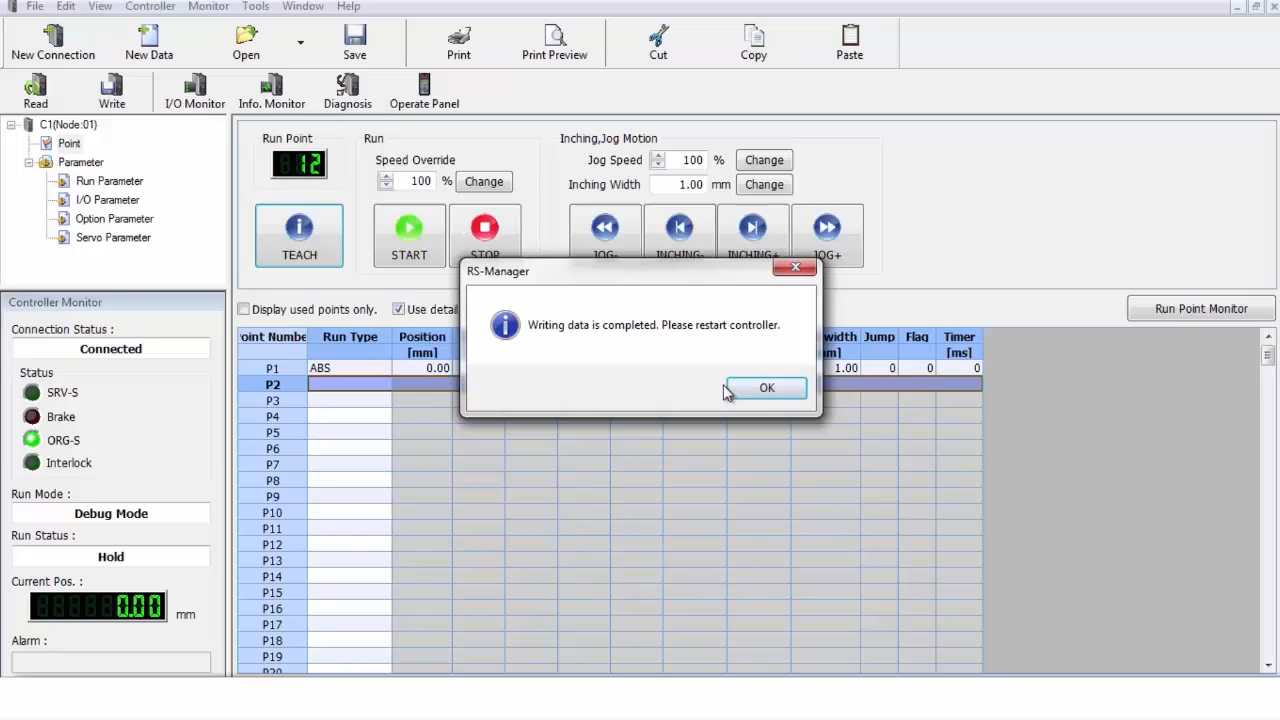 File Edit View Controller Monitor Tools Window Help
New Connection New Data Open Save Print Print Preview Cut Copy Paste
Read Write I/O Monitor Info. Monitor Diagnosis Operate Panel
C1(Node:01)
Point
Parameter
Run Parameter
I/O Parameter
Option Parameter
Servo Parameter
Run Point
12
Run
Speed Override
100 % Change
Inching,Jog Motion
Jog Speed 100 % Change
Inching Width 1.00 mm Change
TEACH START STOP JOG- INCHING- INCHING+ JOG+
Controller Monitor
Connection Status :
Connected
Status
SRV-S
Brake
ORG-S
Interlock
Run Mode :
Debug Mode
Run Status :
Hold
Current Pos. :
0.00 mm
Alarm :
Display used points only. Use detail
Run Point Monitor
oint Numbe Run Type Position width Jump Flag Timer
[mm] m] [ms]
P1 ABS 0.00 1.00 0 0 0
P2
P3
P4
P5
P6
P7
P8
P9
P10
P11
P12
P13
P14
P15
P16
P17
P18
P19
P20
RS-Manager
Writing data is completed. Please restart controller.
OK